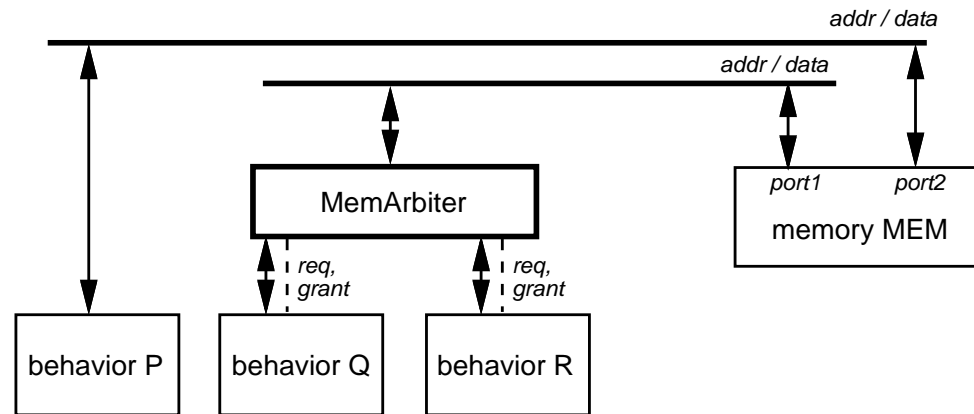 addr / data
addr / data
MemArbiter
port1 port2
memory MEM
req,
grant
req,
grant
behavior P
behavior Q
behavior R